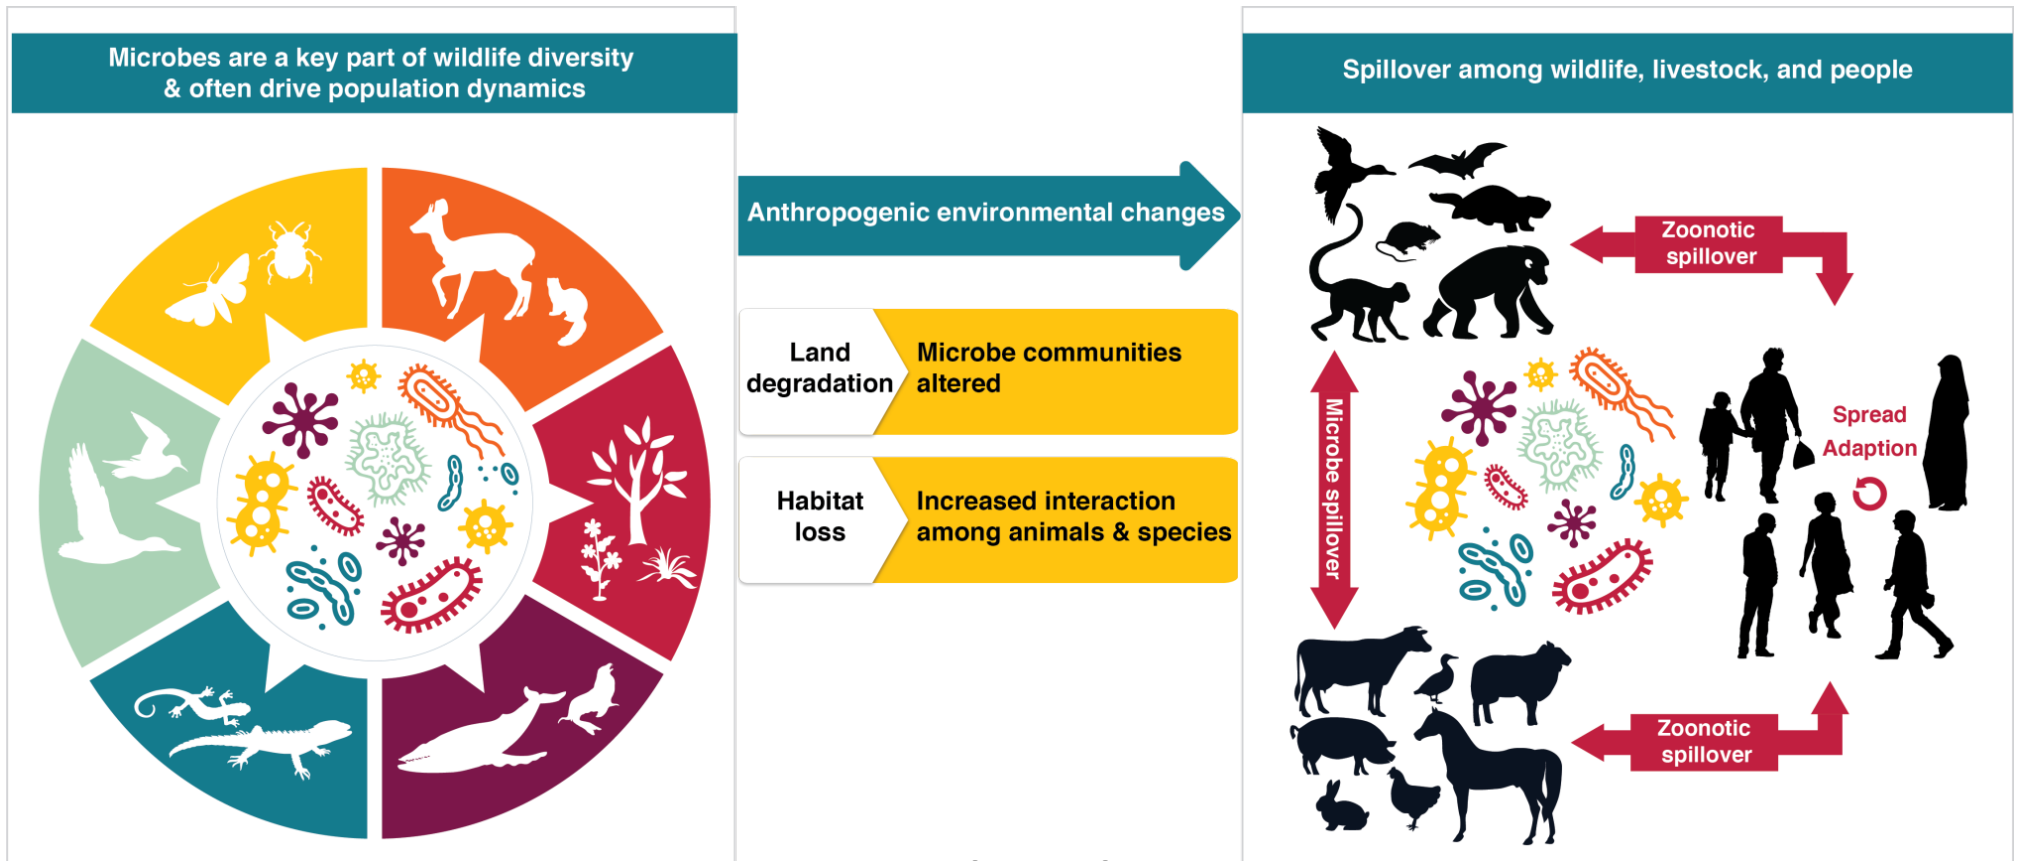 Microbes are a key part of wildlife diversity
& often drive population dynamics
Anthropogenic environmental changes
Land
degradation
Microbe communities
altered
Habitat
loss
Increased interaction
among animals & species
Spillover among wildlife, livestock, and people
Zoonotic
spillover
Microbe spillover
Spread
Adaption
Zoonotic
spillover